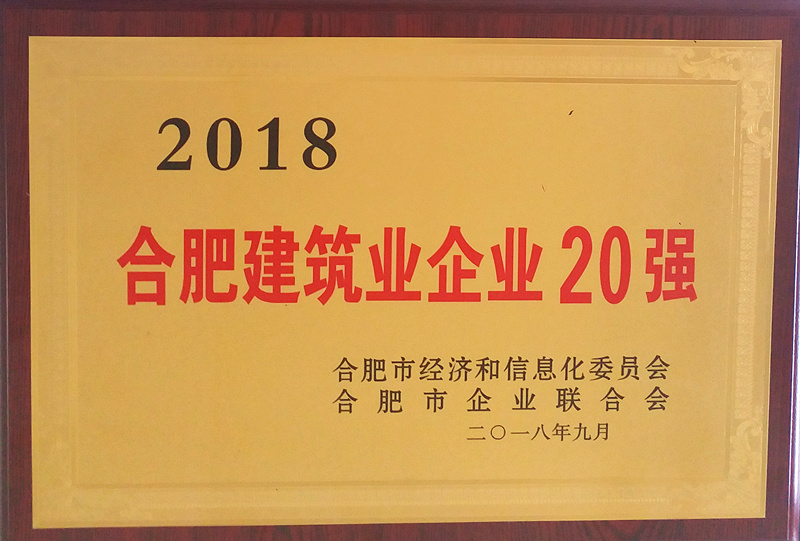 2018
合肥建筑业企业20强
合肥市经济和信息化委员会
合肥市企业联合会
二〇一八年九月